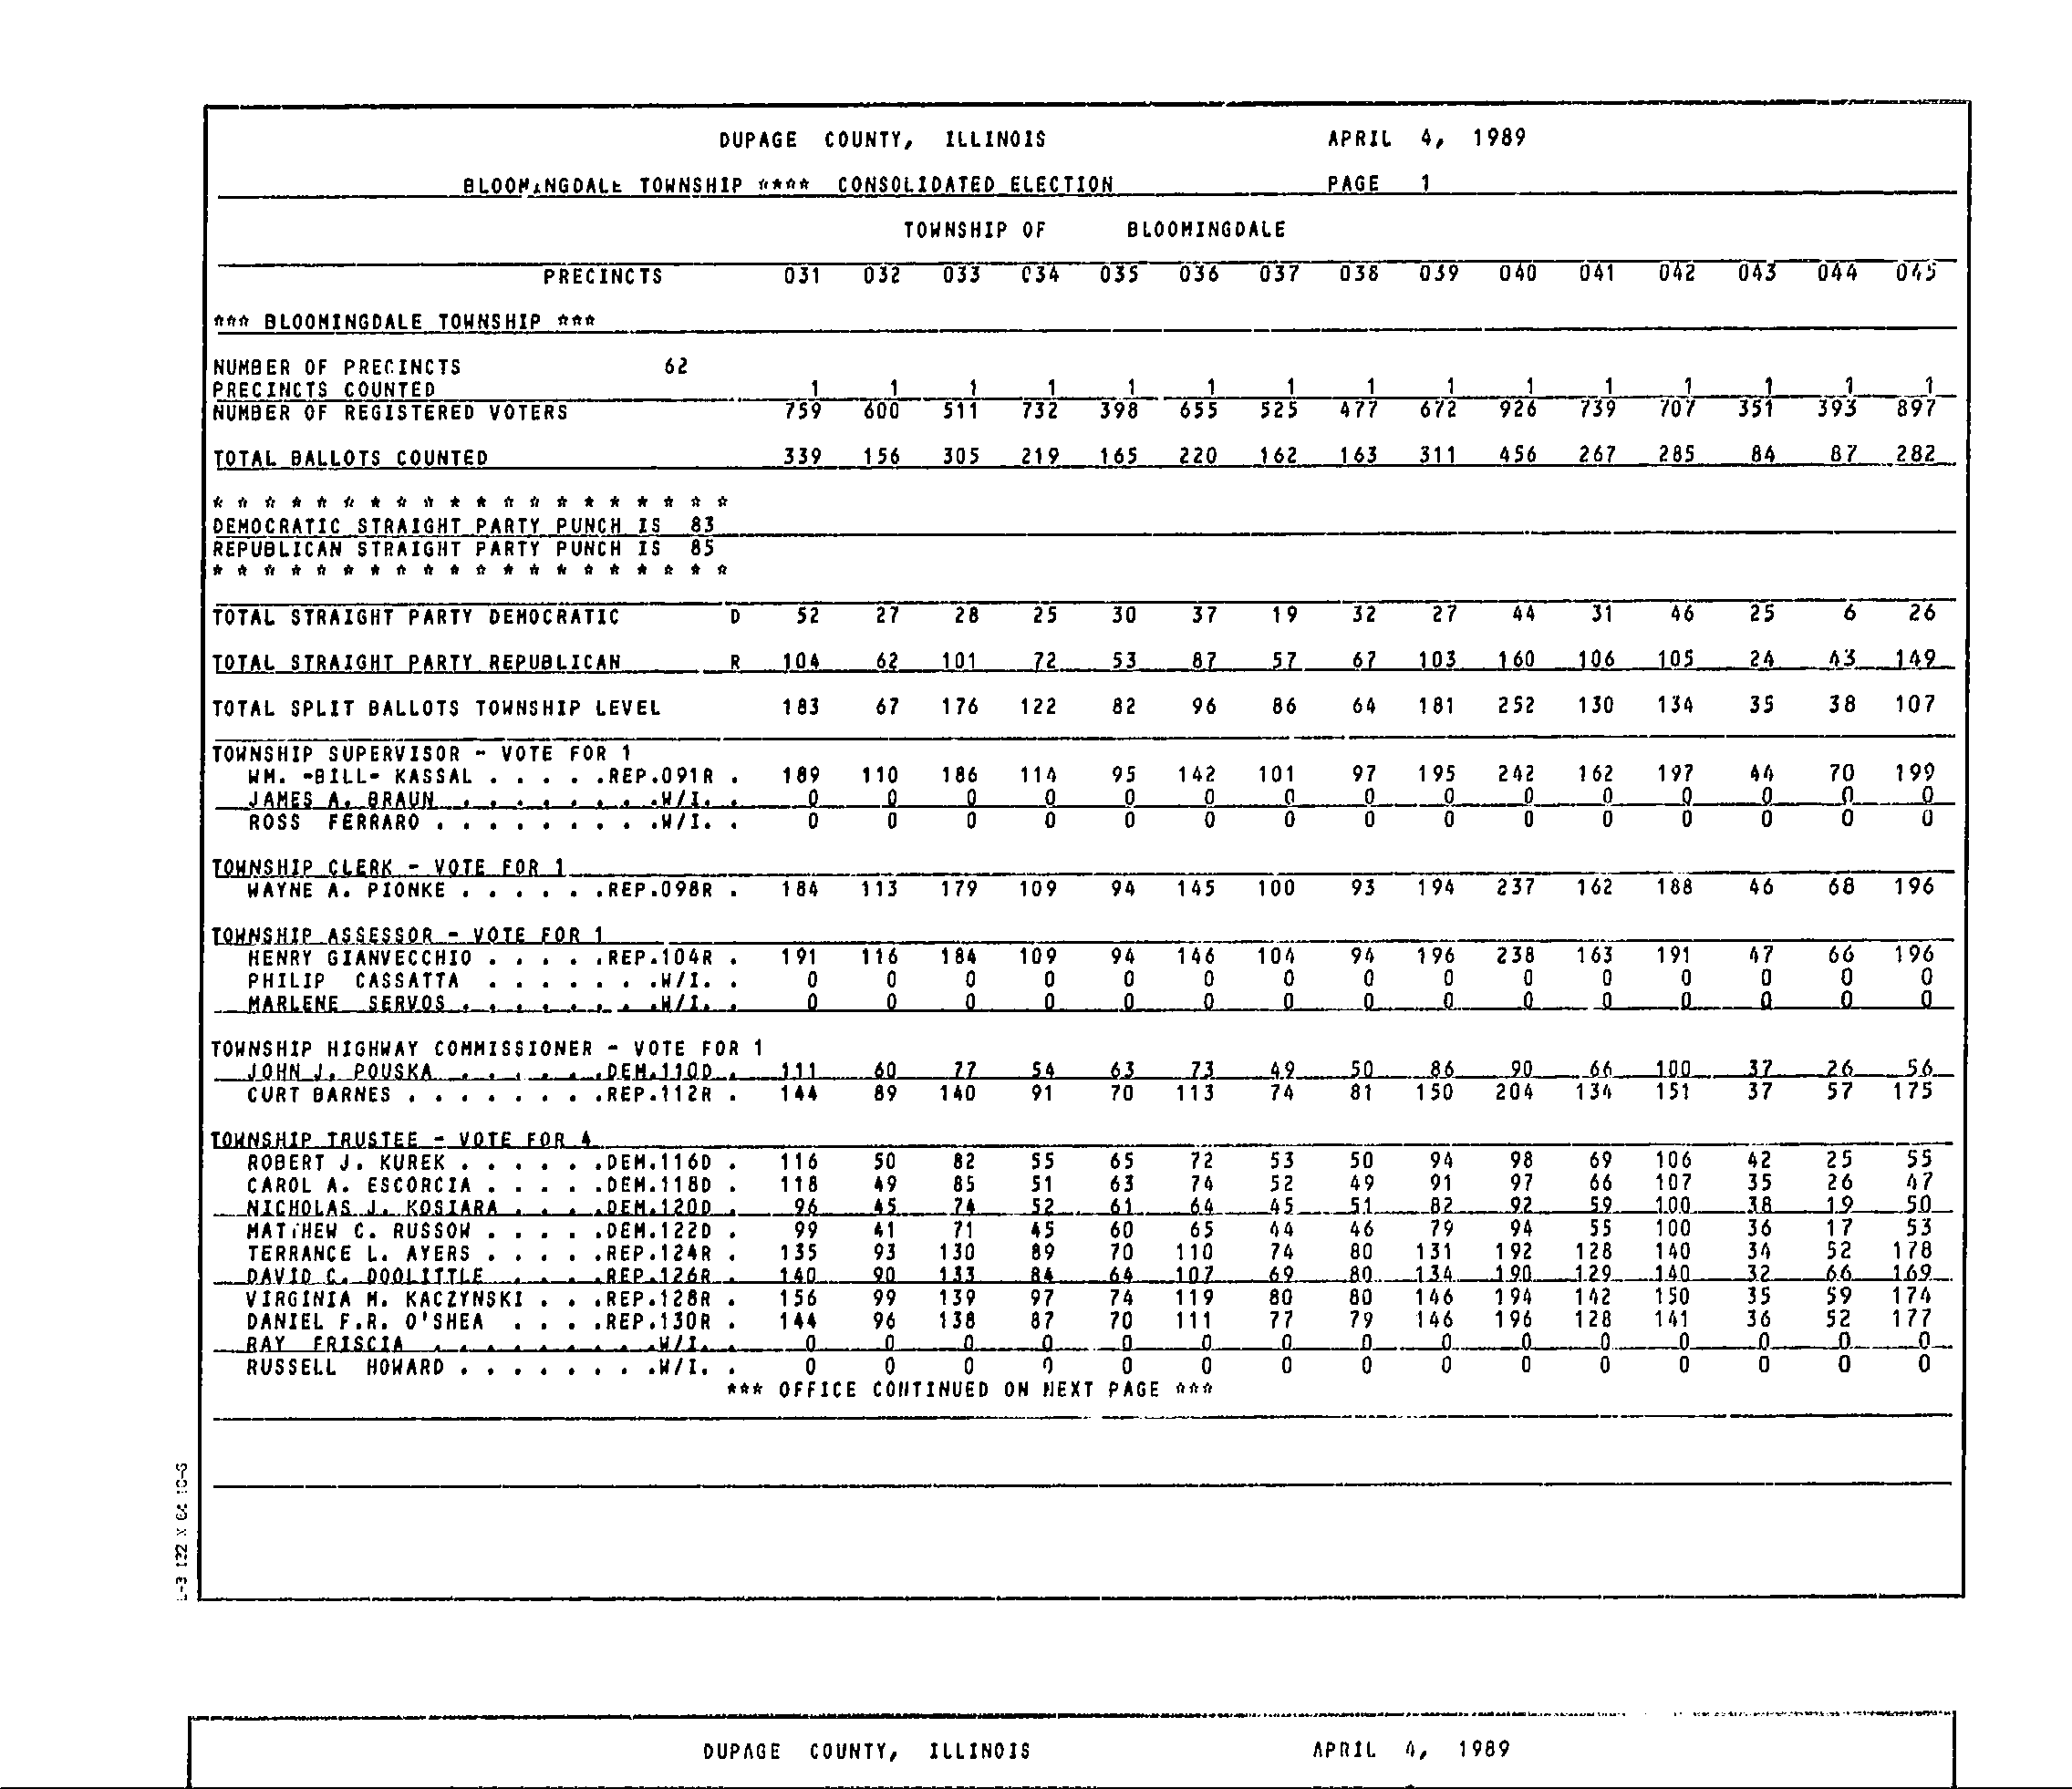 DUPAGE COUNTY, ILLINOIS APRIL 4, 1989
BLOOMINGDALE TOWNSHIP **** CONSOLIDATED ELECTION PAGE 1
TOWNSHIP OF BLOOMINGDALE
PRECINCTS 031 032 033 034 035 036 037 038 039 040 041 042 043 044 045
*** BLOOMINGDALE TOWNSHIP ***
NUMBER OF PRECINCTS 62
PRECINCTS COUNTED 1 1 1 1 1 1 1 1 1 1 1 1 1 1 1
NUMBER OF REGISTERED VOTERS 759 600 511 732 398 655 525 477 672 926 739 707 351 393 897
TOTAL BALLOTS COUNTED 339 156 305 219 165 220 162 163 311 456 267 285 84 87 282
* * * * * * * * * * * * * * * * * * * *
DEMOCRATIC STRAIGHT PARTY PUNCH IS 83
REPUBLICAN STRAIGHT PARTY PUNCH IS 85
* * * * * * * * * * * * * * * * * * * *
TOTAL STRAIGHT PARTY DEMOCRATIC D 52 27 28 25 30 37 19 32 27 44 31 46 25 6 26
TOTAL STRAIGHT PARTY REPUBLICAN R 104 62 101 72 53 87 57 67 103 160 106 105 24 43 149
TOTAL SPLIT BALLOTS TOWNSHIP LEVEL 183 67 176 122 82 96 86 64 181 252 130 134 35 38 107
TOWNSHIP SUPERVISOR - VOTE FOR 1
WM. -BILL- KASSAL . . . . . .REP.091R . 189 110 186 114 95 142 101 97 195 242 162 197 44 70 199
JAMES A. BRAUN . . . . . . . .W/I. . 0 0 0 0 0 0 0 0 0 0 0 0 0 0 0
ROSS FERRARO . . . . . . . . .W/I. . 0 0 0 0 0 0 0 0 0 0 0 0 0 0 0
TOWNSHIP CLERK - VOTE FOR 1
WAYNE A. PIONKE . . . . . .REP.098R . 184 113 179 109 94 145 100 93 194 237 162 188 46 68 196
TOWNSHIP ASSESSOR - VOTE FOR 1
HENRY GIANVECCHIO . . . . .REP.104R . 191 116 184 109 94 146 104 94 196 238 163 191 47 66 196
PHILIP CASSATTA . . . . . . .W/I. . 0 0 0 0 0 0 0 0 0 0 0 0 0 0 0
MARLENE SERVOS . . . . . . . .W/I. . 0 0 0 0 0 0 0 0 0 0 0 0 0 0 0
TOWNSHIP HIGHWAY COMMISSIONER - VOTE FOR 1
JOHN J. POUSKA . . . . . .DEM.110D . 111 60 77 54 63 73 49 50 86 90 66 100 37 26 56
CURT BARNES . . . . . . . .REP.112R . 144 89 140 91 70 113 74 81 150 204 134 151 37 57 175
TOWNSHIP TRUSTEE - VOTE FOR 4
ROBERT J. KUREK . . . . . .DEM.116D . 116 50 82 55 65 72 53 50 94 98 69 106 42 25 55
CAROL A. ESCORCIA . . . . .DEM.118D . 118 49 85 51 63 74 52 49 91 97 66 107 35 26 47
NICHOLAS J. KOSIARA . . . .DEM.120D . 96 45 74 52 61 64 45 51 82 92 59 100 38 19 50
MATTHEW C. RUSSOW . . . . .DEM.122D . 99 41 71 45 60 65 44 46 79 94 55 100 36 17 53
TERRANCE L. AYERS . . . . .REP.124R . 135 93 130 89 70 110 74 80 131 192 128 140 34 52 178
DAVID C. DOOLITTLE . . . .REP.126R . 140 90 133 84 64 107 69 80 134 190 129 140 32 66 169
VIRGINIA M. KACZYNSKI . . .REP.128R . 156 99 139 97 74 119 80 80 146 194 142 150 35 59 174
DANIEL F.R. O'SHEA . . . .REP.130R . 144 96 138 87 70 111 77 79 146 196 128 141 36 52 177
RAY FRISCIA . . . . . . . . .W/I. . 0 0 0 0 0 0 0 0 0 0 0 0 0 0 0
RUSSELL HOWARD . . . . . . . .W/I. . 0 0 0 0 0 0 0 0 0 0 0 0 0 0 0
*** OFFICE CONTINUED ON NEXT PAGE ***
DUPAGE COUNTY, ILLINOIS APRIL 4, 1989